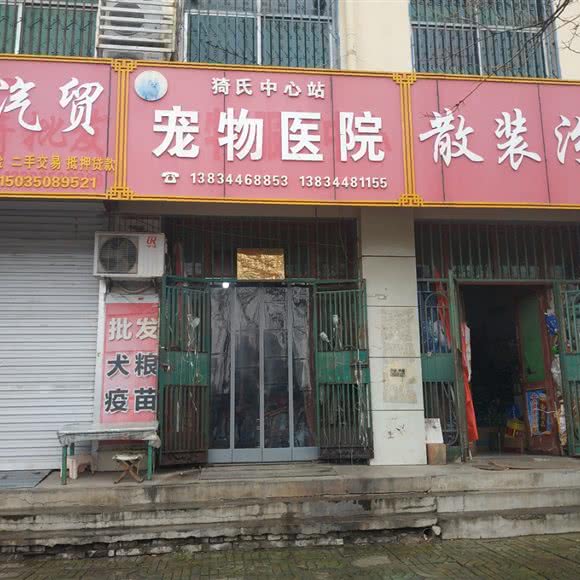 汽贸
二手交易 抵押贷款
15035089521
猗氏中心站
宠物医院
☎ 13834468853 13834481155
散装
批发
犬粮
疫苗